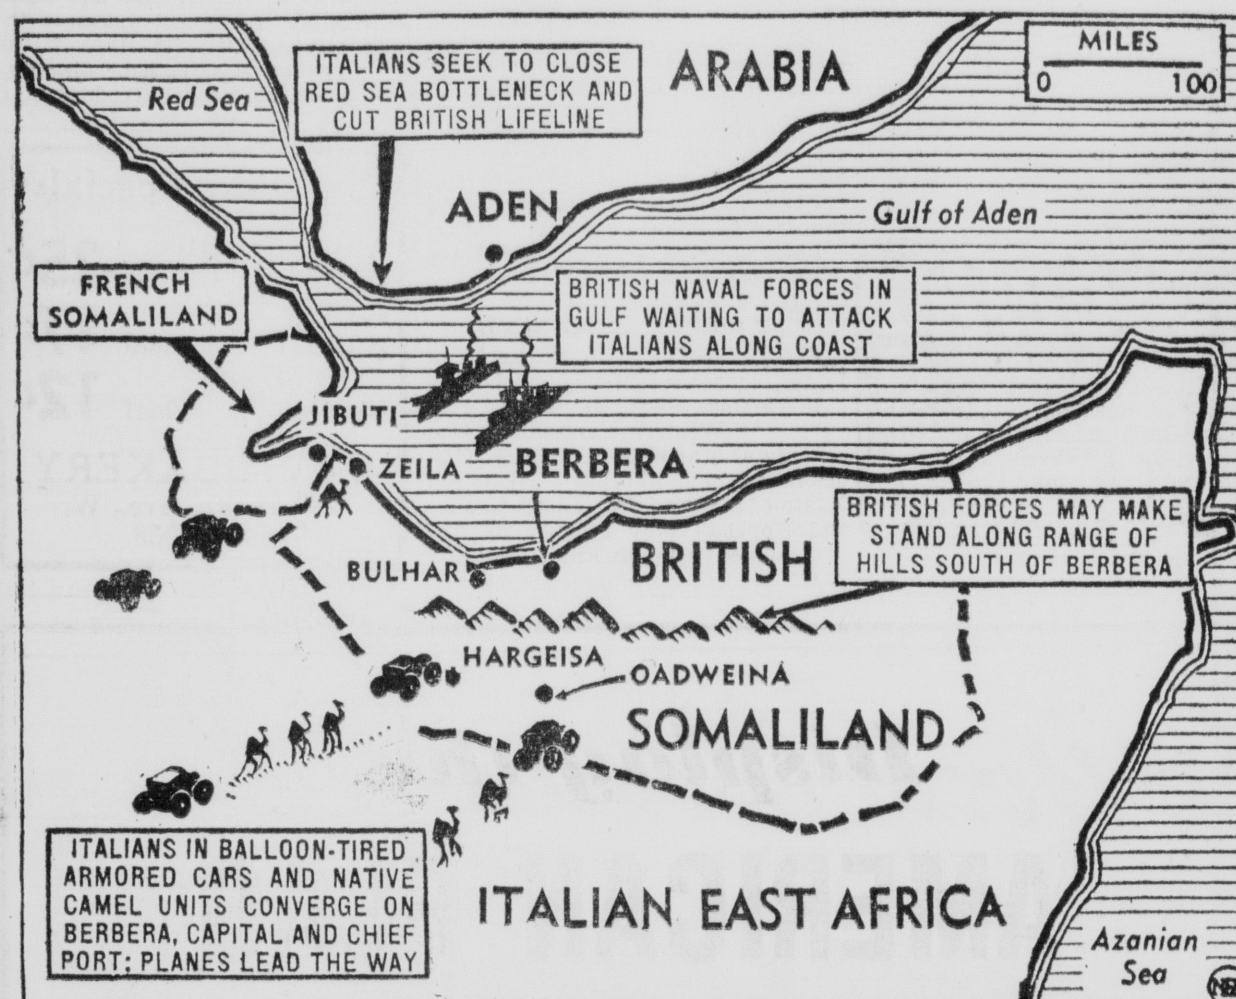 MILES
0 100
ITALIANS SEEK TO CLOSE
RED SEA BOTTLENECK AND
CUT BRITISH LIFELINE
ARABIA
Red Sea
ADEN
Gulf of Aden
FRENCH
SOMALILAND
BRITISH NAVAL FORCES IN
GULF WAITING TO ATTACK
ITALIANS ALONG COAST
JIBUTI
ZEILA
BERBERA
BRITISH FORCES MAY MAKE
STAND ALONG RANGE OF
HILLS SOUTH OF BERBERA
BULHAR
BRITISH
HARGEISA
OADWEINA
SOMALILAND
ITALIANS IN BALLOON-TIRED
ARMORED CARS AND NATIVE
CAMEL UNITS CONVERGE ON
BERBERA, CAPITAL AND CHIEF
PORT; PLANES LEAD THE WAY
ITALIAN EAST AFRICA
Azanian
Sea